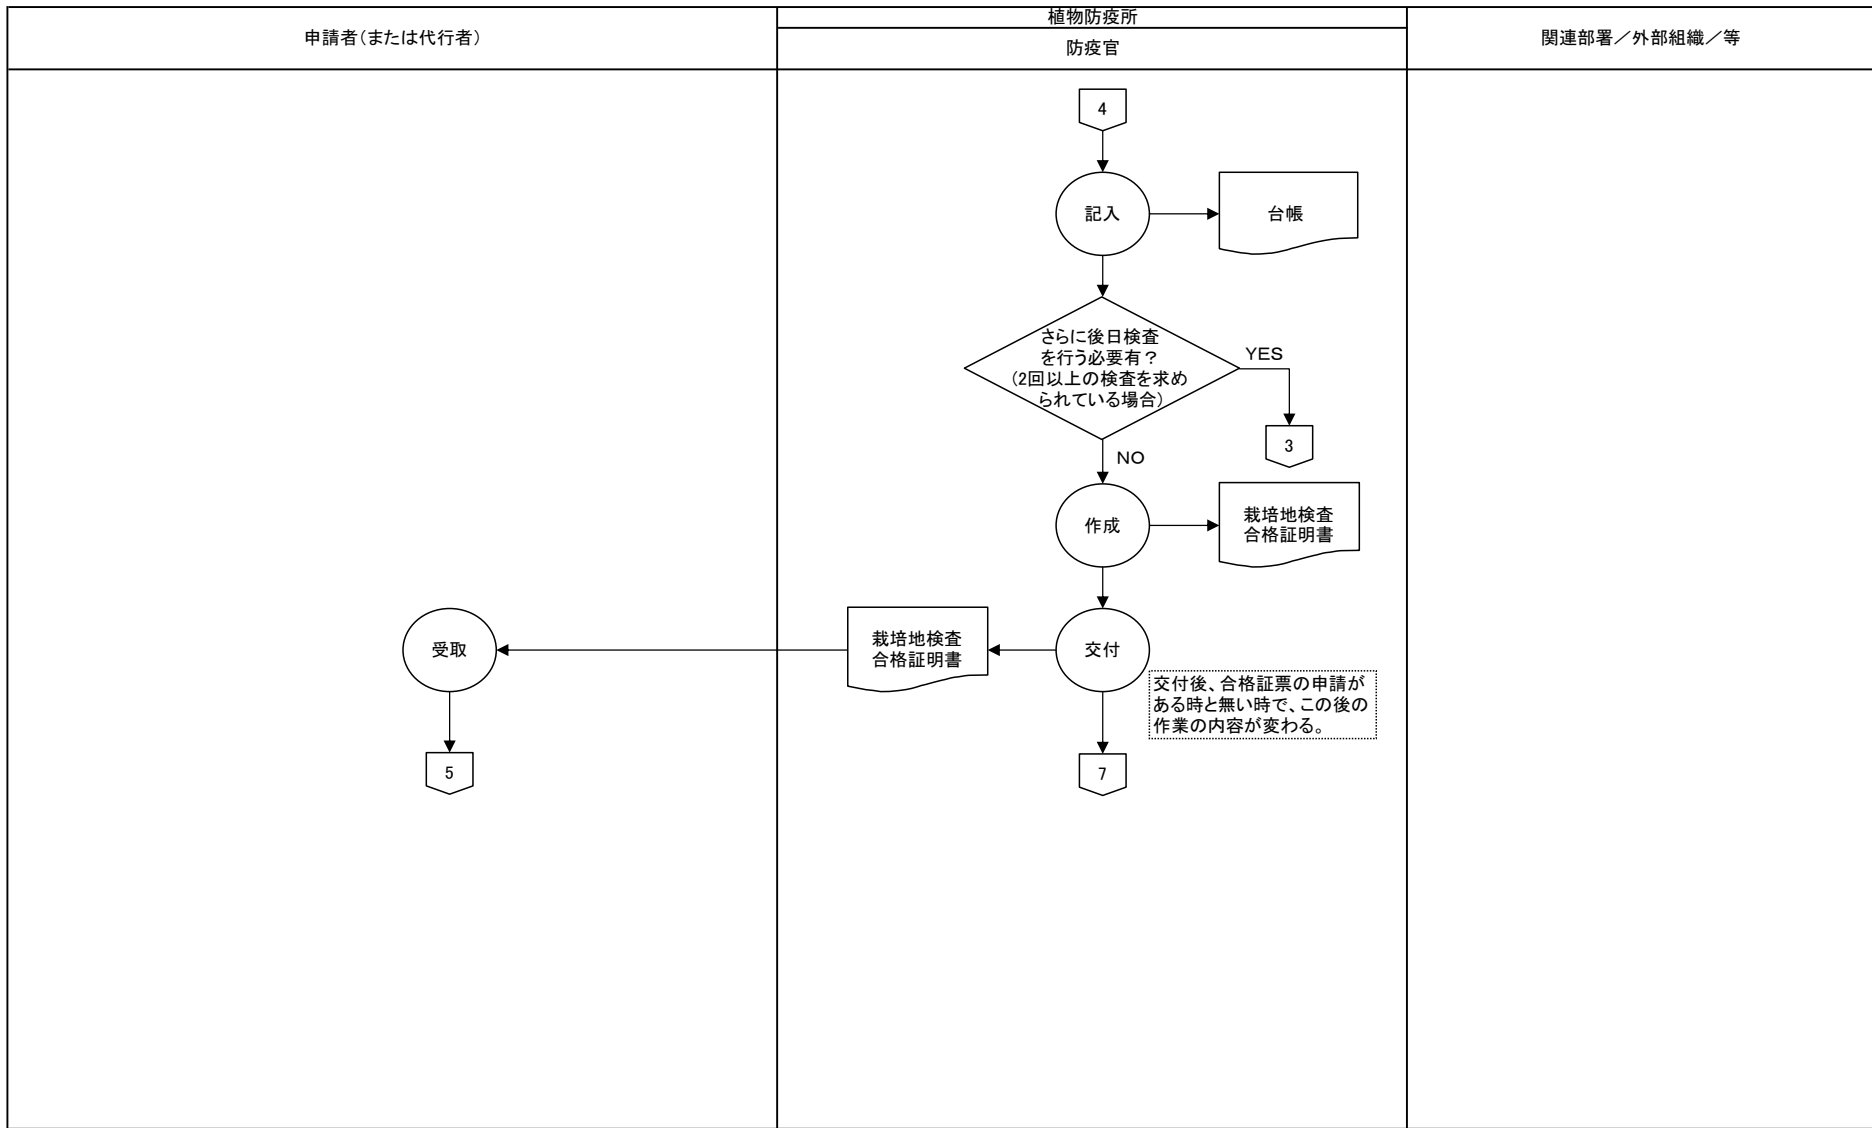 申請者(または代行者)
植物防疫所
防疫官
関連部署／外部組織／等
4
記入
台帳
さらに後日検査
を行う必要有？
(2回以上の検査を求め
られている場合)
YES
3
NO
作成
栽培地検査
合格証明書
受取
栽培地検査
合格証明書
交付
交付後、合格証票の申請が
ある時と無い時で、この後の
作業の内容が変わる。
5
7